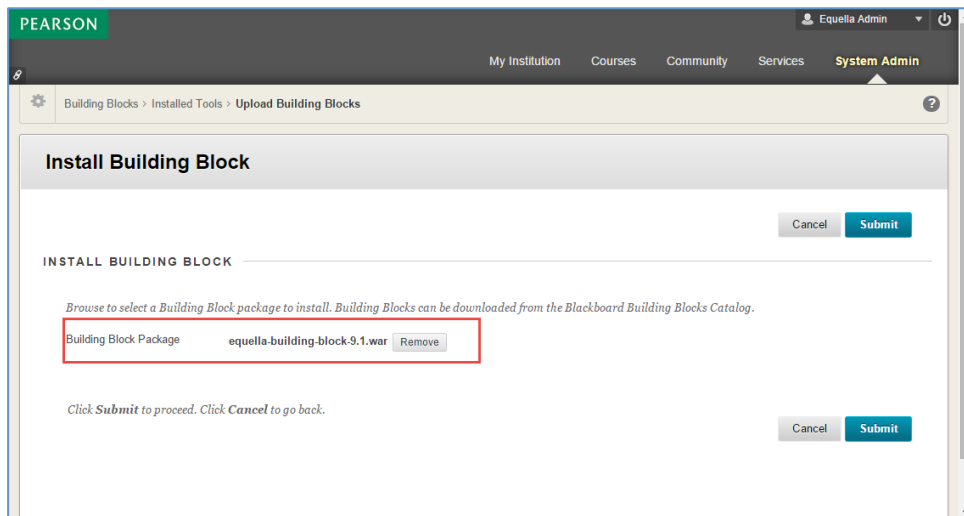 PEARSON
Equella Admin
My Institution Courses Community Services System Admin
Building Blocks > Installed Tools > Upload Building Blocks
?
Install Building Block
Cancel Submit
INSTALL BUILDING BLOCK
Browse to select a Building Block package to install. Building Blocks can be downloaded from the Blackboard Building Blocks Catalog.
Building Block Package equella-building-block-9.1.war Remove
Click Submit to proceed. Click Cancel to go back.
Cancel Submit